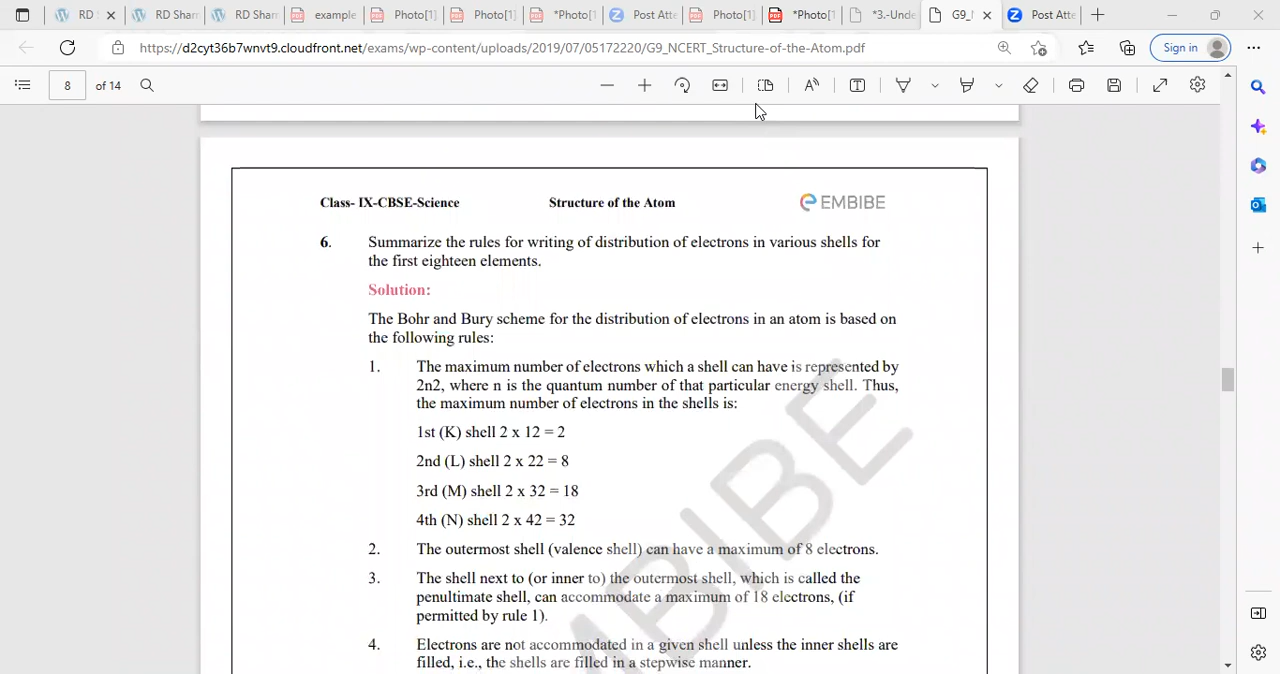 RD S
RD Sharm
RD Sharm
example
Photo[1]
Photo[1]
*Photo[1
Post Atte
Photo[1]
*Photo[1
*3.-Unde
G9_N
Post Atte
https://d2cyt36b7wnvt9.cloudfront.net/exams/wp-content/uploads/2019/07/05172220/G9_NCERT_Structure-of-the-Atom.pdf
Sign in
8 of 14
Class- IX-CBSE-Science Structure of the Atom EMBIBE
6. Summarize the rules for writing of distribution of electrons in various shells for
the first eighteen elements.
Solution:
The Bohr and Bury scheme for the distribution of electrons in an atom is based on
the following rules:
1. The maximum number of electrons which a shell can have is represented by
2n2, where n is the quantum number of that particular energy shell. Thus,
the maximum number of electrons in the shells is:
1st (K) shell 2 x 12 = 2
2nd (L) shell 2 x 22 = 8
3rd (M) shell 2 x 32 = 18
4th (N) shell 2 x 42 = 32
2. The outermost shell (valence shell) can have a maximum of 8 electrons.
3. The shell next to (or inner to) the outermost shell, which is called the
penultimate shell, can accommodate a maximum of 18 electrons, (if
permitted by rule 1).
4. Electrons are not accommodated in a given shell unless the inner shells are
filled, i.e., the shells are filled in a stepwise manner.
EMBIBE